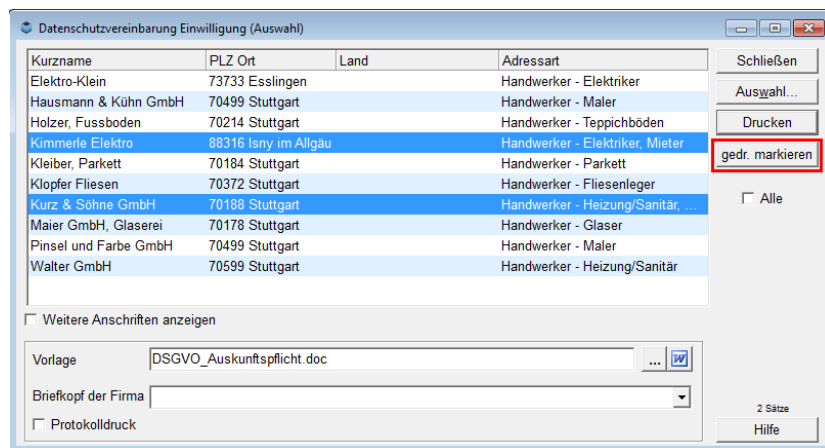 Datenschutzvereinbarung Einwilligung (Auswahl)
Kurzname PLZ Ort Land Adressart
Elektro-Klein 73733 Esslingen Handwerker - Elektriker
Hausmann & Kühn GmbH 70499 Stuttgart Handwerker - Maler
Holzer, Fussboden 70214 Stuttgart Handwerker - Teppichböden
Kimmerle Elektro 88316 Isny im Allgäu Handwerker - Elektriker, Mieter
Kleiber, Parkett 70184 Stuttgart Handwerker - Parkett
Klopfer Fliesen 70372 Stuttgart Handwerker - Fliesenleger
Kurz & Söhne GmbH 70188 Stuttgart Handwerker - Heizung/Sanitär, ...
Maier GmbH, Glaserei 70178 Stuttgart Handwerker - Glaser
Pinsel und Farbe GmbH 70499 Stuttgart Handwerker - Maler
Walter GmbH 70599 Stuttgart Handwerker - Heizung/Sanitär
Schließen
Auswahl...
Drucken
gedr. markieren
Alle
Weitere Anschriften anzeigen
Vorlage DSGVO_Auskunftspflicht.doc ... W
Briefkopf der Firma
Protokolldruck
2 Sätze
Hilfe